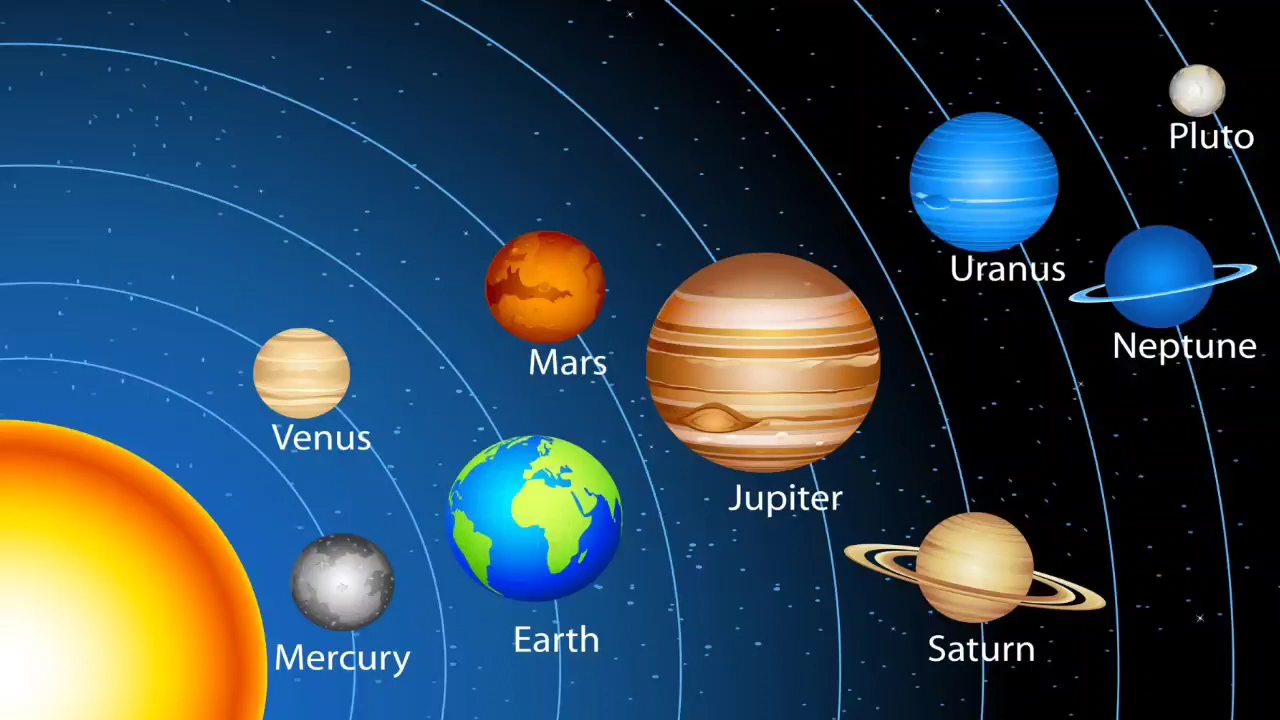 Pluto
Uranus
Neptune
Mars
Venus
Jupiter
Earth
Saturn
Mercury